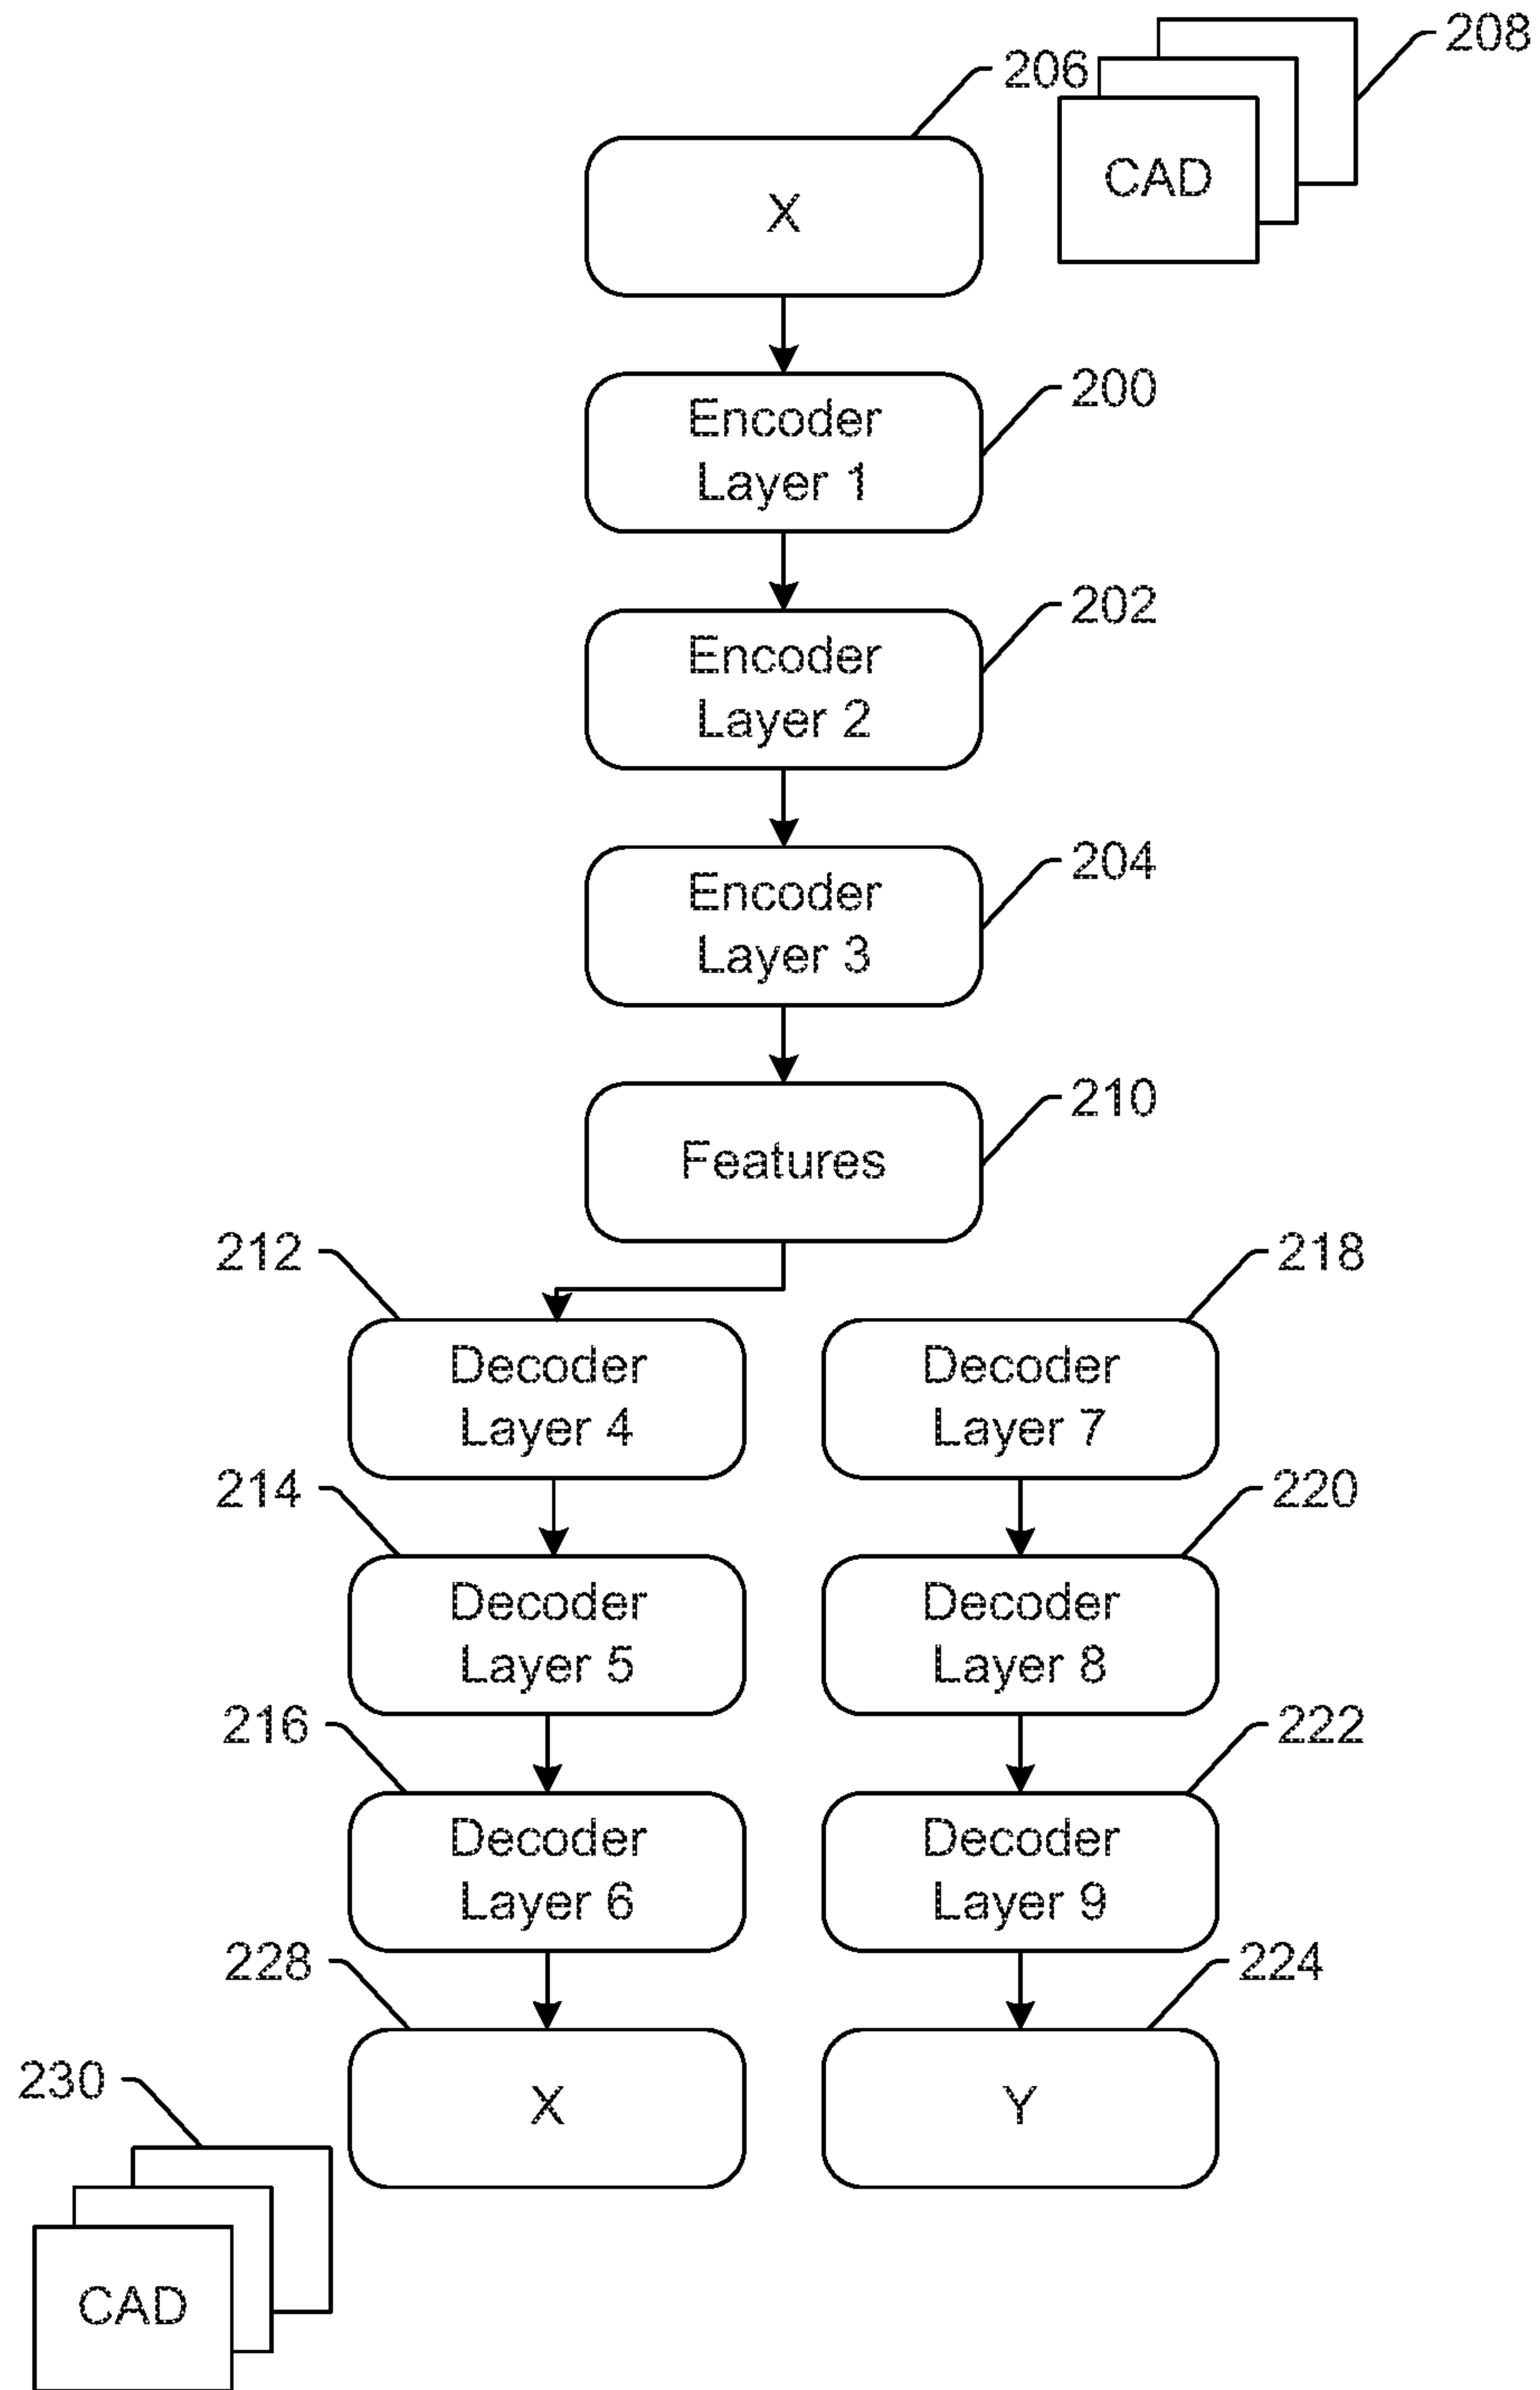 208
206
CAD
X
200
Encoder
Layer 1
202
Encoder
Layer 2
204
Encoder
Layer 3
210
Features
212
218
Decoder
Layer 4
Decoder
Layer 7
214
220
Decoder
Layer 5
Decoder
Layer 8
216
222
Decoder
Layer 6
Decoder
Layer 9
228
224
230
X
Y
CAD